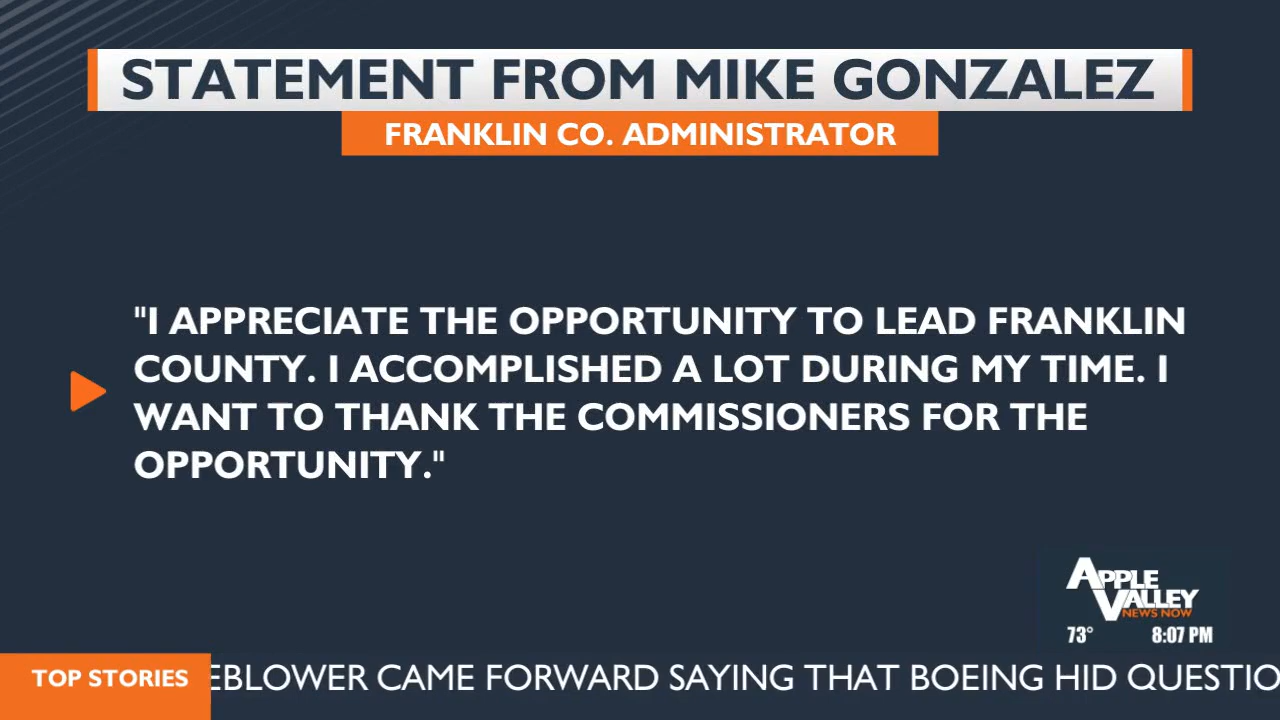 STATEMENT FROM MIKE GONZALEZ
FRANKLIN CO. ADMINISTRATOR
"I APPRECIATE THE OPPORTUNITY TO LEAD FRANKLIN
COUNTY. I ACCOMPLISHED A LOT DURING MY TIME. I
WANT TO THANK THE COMMISSIONERS FOR THE
OPPORTUNITY."
APPLE
VALLEY
NEWS NOW
73° 8:07 PM
TOP STORIES EBLOWER CAME FORWARD SAYING THAT BOEING HID QUESTIO